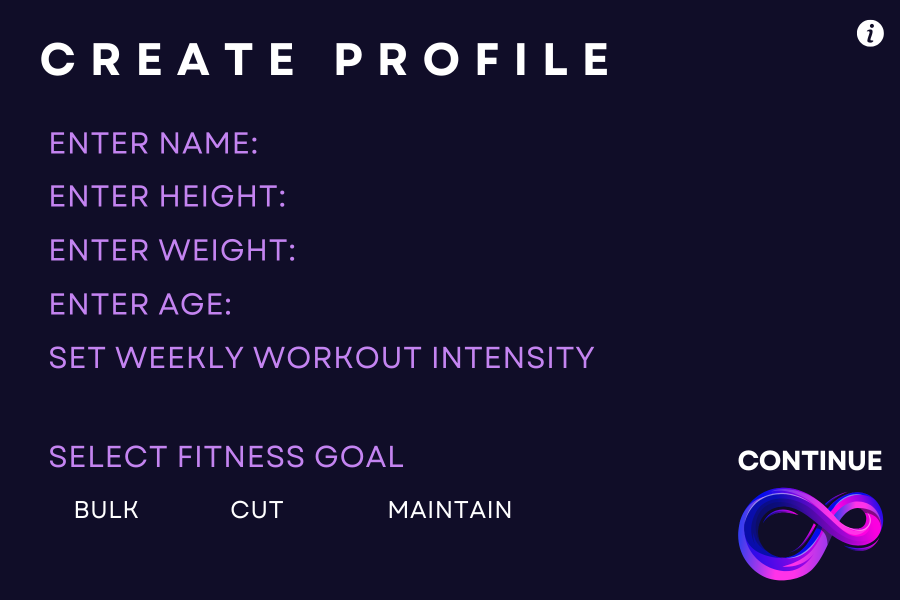 CREATE PROFILE
ENTER NAME:
ENTER HEIGHT:
ENTER WEIGHT:
ENTER AGE:
SET WEEKLY WORKOUT INTENSITY
SELECT FITNESS GOAL
BULK CUT MAINTAIN
CONTINUE
i